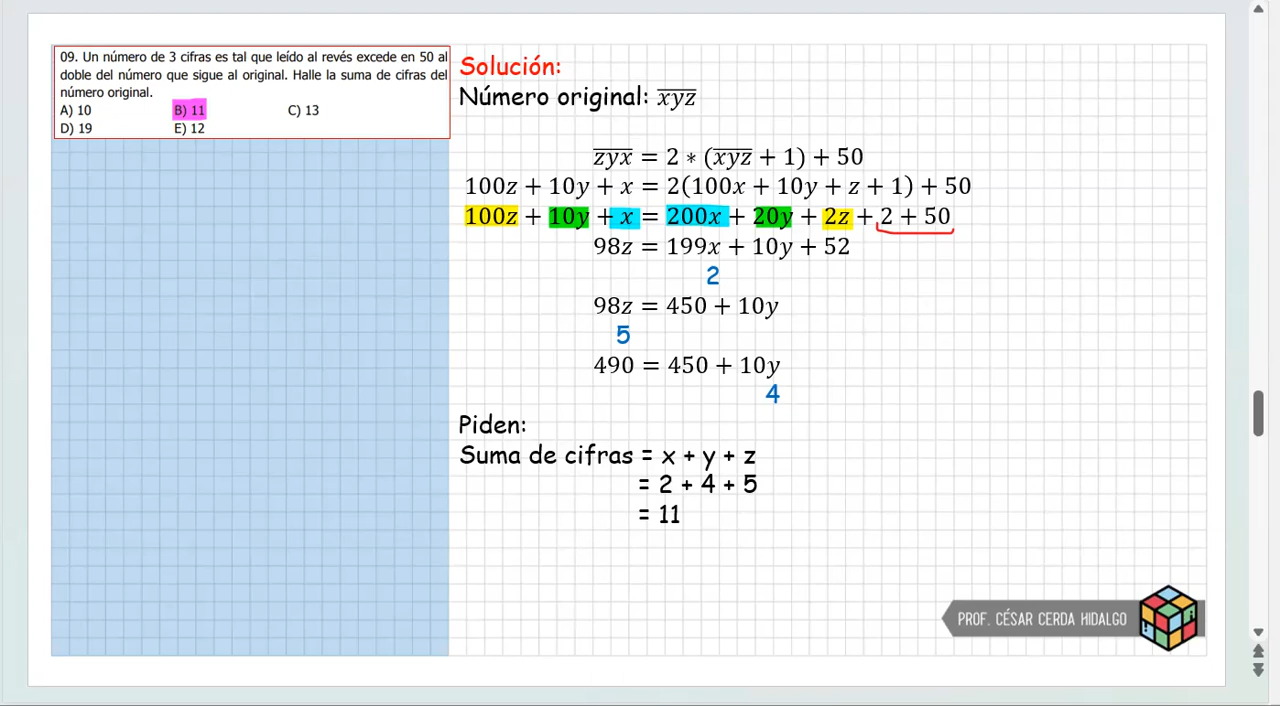 09. Un número de 3 cifras es tal que leído al revés excede en 50 al
doble del número que sigue al original. Halle la suma de cifras del
número original.
A) 10 B) 11 C) 13
D) 19 E) 12
Solución:
Número original: x̅y̅z̅
z̅y̅x̅ = 2 ∗ (x̅y̅z̅ + 1) + 50
100z + 10y + x = 2(100x + 10y + z + 1) + 50
100z + 10y + x = 200x + 20y + 2z + 2 + 50
98z = 199x + 10y + 52
2
98z = 450 + 10y
5
490 = 450 + 10y
4
Piden:
Suma de cifras = x + y + z
= 2 + 4 + 5
= 11
PROF. CÉSAR CERDA HIDALGO